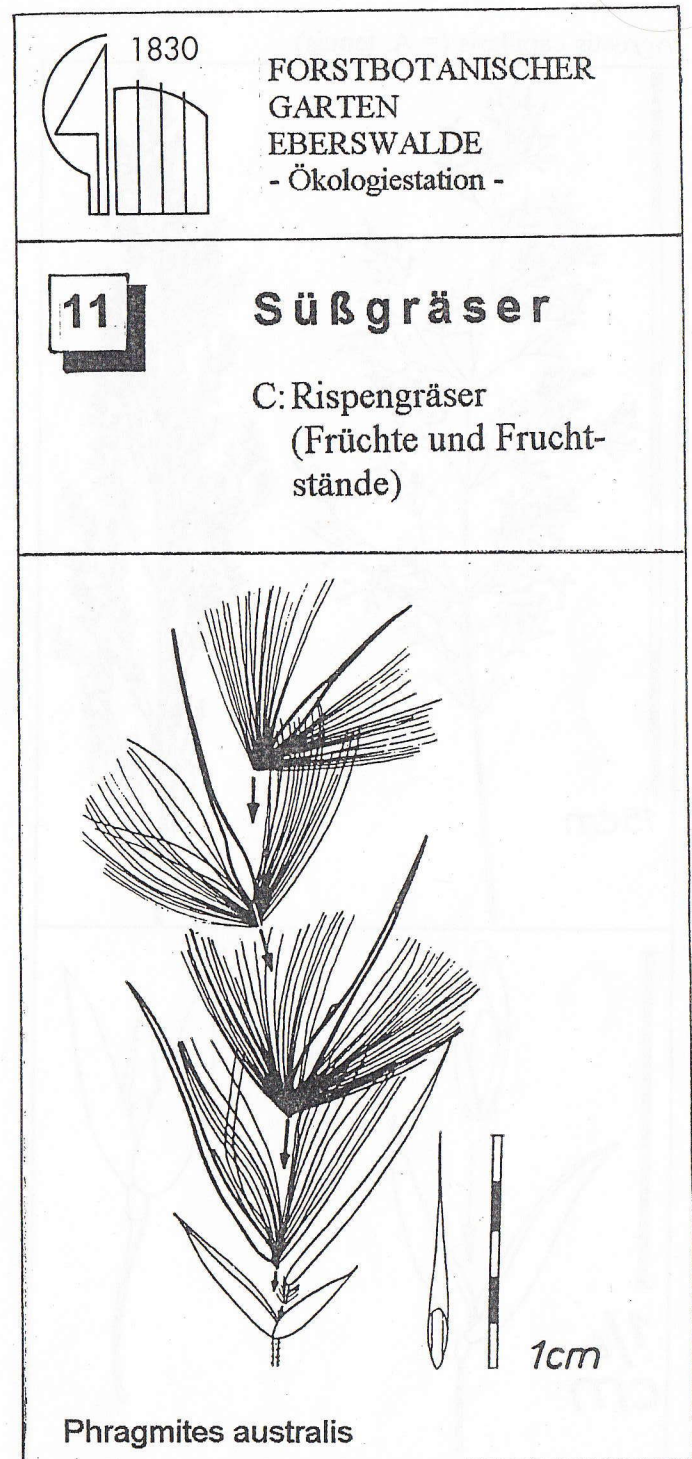 1830
FORSTBOTANISCHER
GARTEN
EBERSWALDE
- Ökologiestation -
11
Süßgräser
C: Rispengräser
(Früchte und Frucht-
stände)
1cm
Phragmites australis